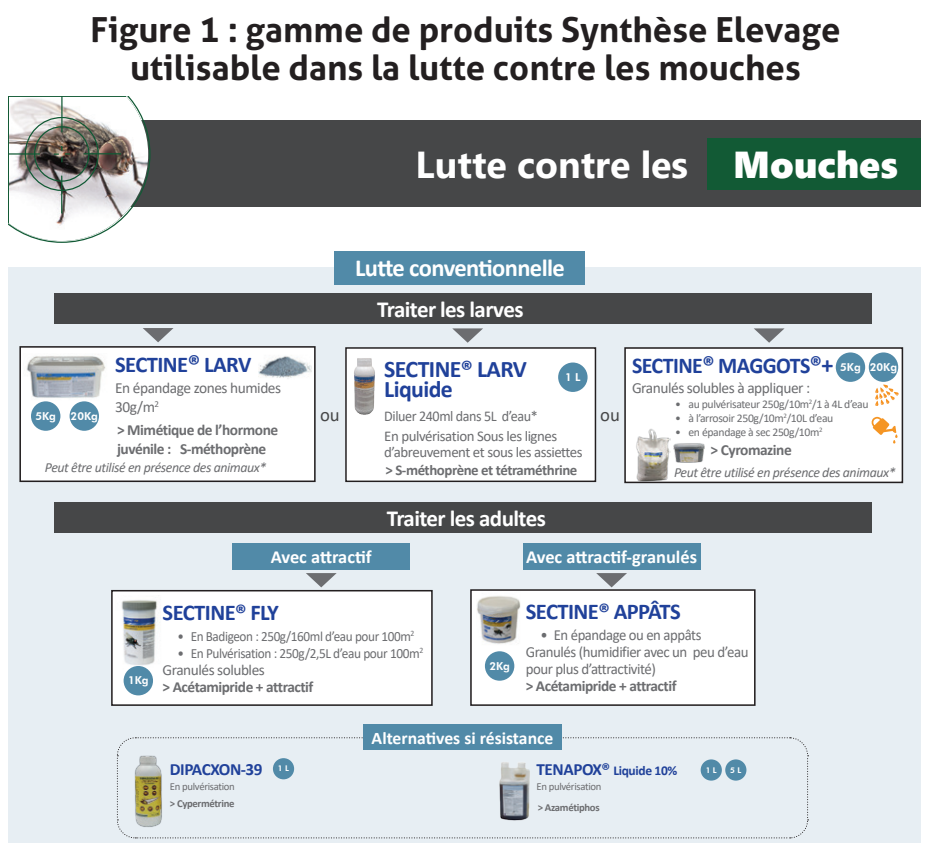 Figure 1 : gamme de produits Synthèse Elevage
utilisable dans la lutte contre les mouches
Lutte contre les Mouches
Lutte conventionnelle
Traiter les larves
SECTINE® LARV
En épandage zones humides
30g/m²
> Mimétique de l'hormone
juvénile : S-méthoprène
Peut être utilisé en présence des animaux*
5Kg
20Kg
ou
SECTINE® LARV
Liquide
1 L
Diluer 240ml dans 5L d'eau*
En pulvérisation Sous les lignes
d'abreuvement et sous les assiettes
> S-méthoprène et tétraméthrine
ou
SECTINE® MAGGOTS®+
5Kg
20Kg
Granulés solubles à appliquer :
• au pulvérisateur 250g/10m²/1 à 4L d'eau
• à l'arrosoir 250g/10m²/10L d'eau
• en épandage à sec 250g/10m²
> Cyromazine
Peut être utilisé en présence des animaux*
Traiter les adultes
Avec attractif
SECTINE® FLY
• En Badigeon : 250g/160ml d'eau pour 100m²
• En Pulvérisation : 250g/2,5L d'eau pour 100m²
Granulés solubles
> Acétamipride + attractif
1Kg
Avec attractif-granulés
SECTINE® APPÂTS
• En épandage ou en appâts
Granulés (humidifier avec un peu d'eau
pour plus d'attractivité)
> Acétamipride + attractif
2Kg
Alternatives si résistance
DIPACXON-39
1 L
En pulvérisation
> Cypermétrine
TENAPOX® Liquide 10%
1 L
5 L
En pulvérisation
> Azamétiphos